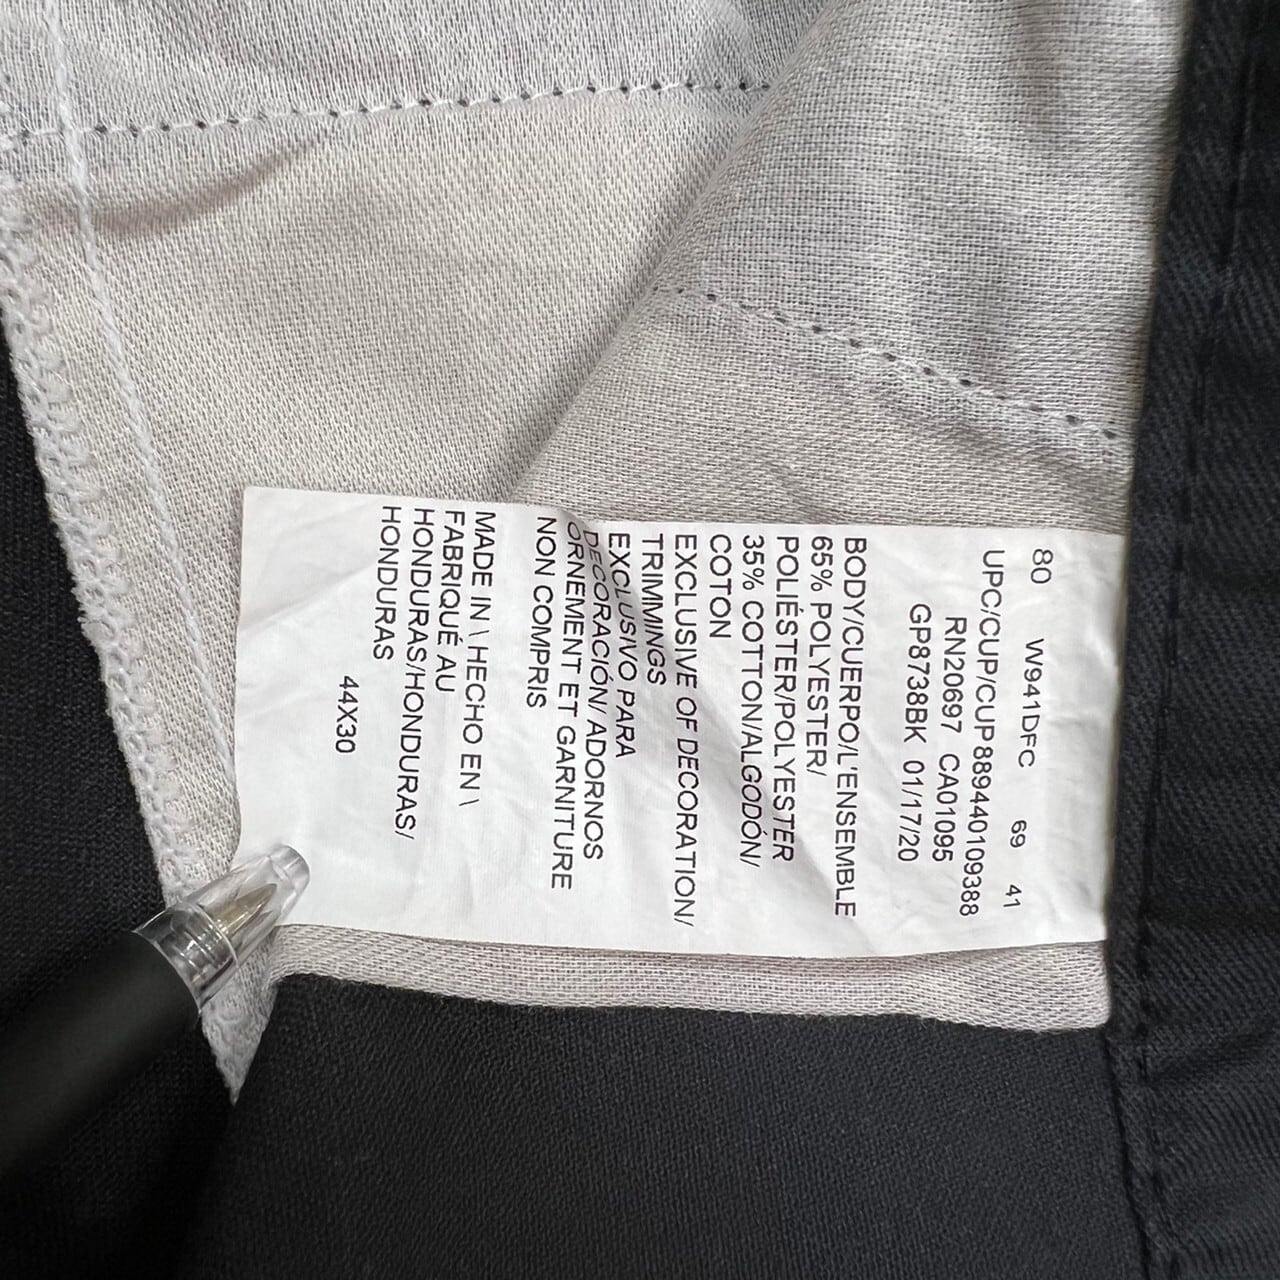 80 W941DFC 69 41
UPC/CUP/CUP889440109388
RN20697 CA01095
GP8738BK 01/17/20
BODY/CUERPO/L'ENSEMBLE
65% POLYESTER/
POLIÉSTER/POLYESTER
35% COTTON/ALGODÓN/
COTON
EXCLUSIVE OF DECORATION/
TRIMMINGS
EXCLUSIVO PARA
DECORACIÓN/ ADORNOS
ORNEMENT ET GARNITURE
NON COMPRIS
MADE IN \ HECHO EN \
FABRIQUÉ AU
HONDURAS/HONDURAS/
HONDURAS
44X30